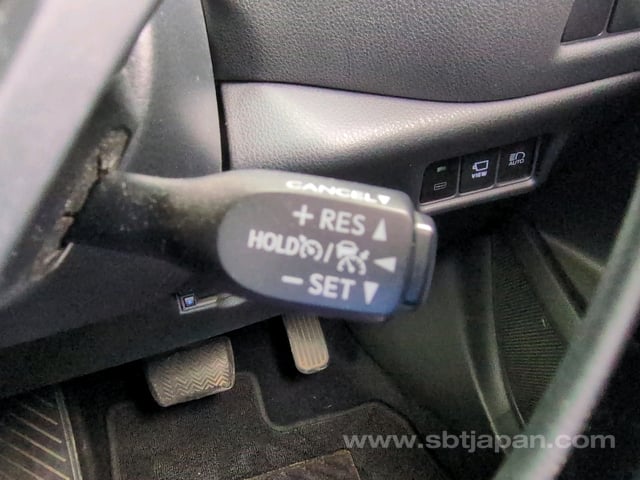 CANCEL▼
+ RES ▲
HOLD / ◀
− SET ▼
VIEW
AUTO
www.sbtjapan.com